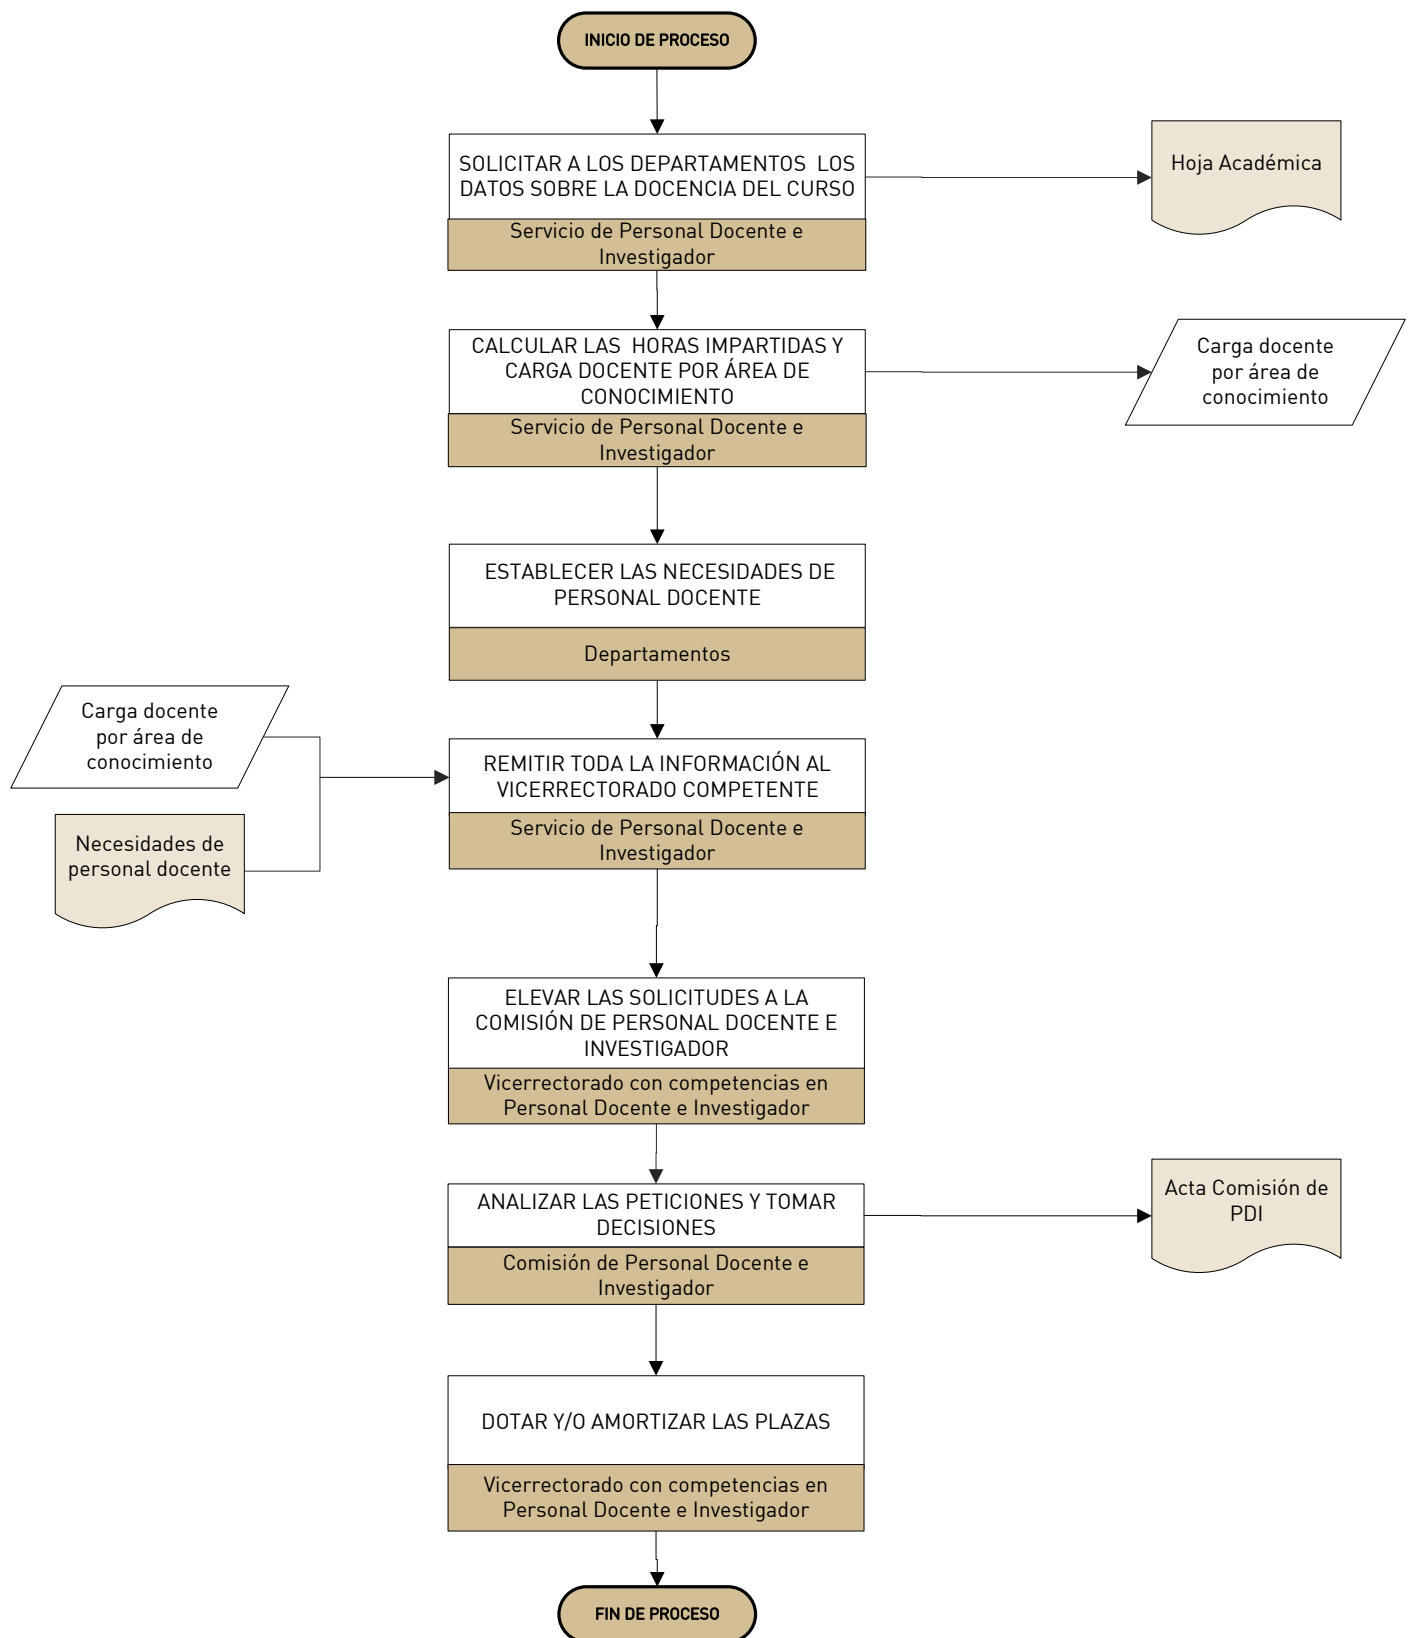 INICIO DE PROCESO
SOLICITAR A LOS DEPARTAMENTOS  LOS
DATOS SOBRE LA DOCENCIA DEL CURSO
Servicio de Personal Docente e
Investigador
Hoja Académica
CALCULAR LAS  HORAS IMPARTIDAS Y
CARGA DOCENTE POR ÁREA DE
CONOCIMIENTO
Servicio de Personal Docente e
Investigador
Carga docente
por área de
conocimiento
ESTABLECER LAS NECESIDADES DE
PERSONAL DOCENTE
Departamentos
Carga docente
por área de
conocimiento
Necesidades de
personal docente
REMITIR TODA LA INFORMACIÓN AL
VICERRECTORADO COMPETENTE
Servicio de Personal Docente e
Investigador
ELEVAR LAS SOLICITUDES A LA
COMISIÓN DE PERSONAL DOCENTE E
INVESTIGADOR
Vicerrectorado con competencias en
Personal Docente e Investigador
ANALIZAR LAS PETICIONES Y TOMAR
DECISIONES
Comisión de Personal Docente e
Investigador
Acta Comisión de
PDI
DOTAR Y/O AMORTIZAR LAS PLAZAS
Vicerrectorado con competencias en
Personal Docente e Investigador
FIN DE PROCESO